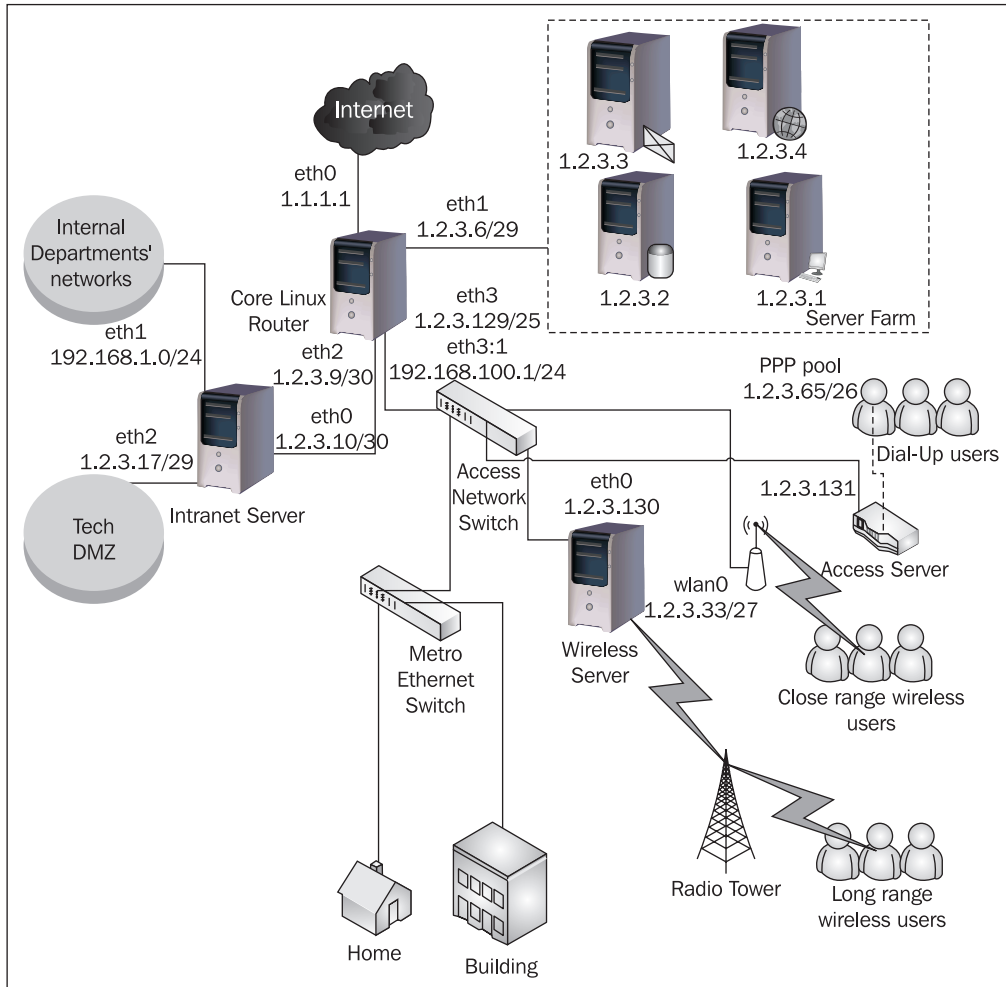 Internet
eth0
1.1.1.1
1.2.3.3
1.2.3.4
1.2.3.2
1.2.3.1
Server Farm
eth1
1.2.3.6/29
Internal
Departments'
networks
Core Linux
Router
eth3
1.2.3.129/25
eth3:1
192.168.100.1/24
eth1
192.168.1.0/24
eth2
1.2.3.9/30
eth0
1.2.3.10/30
PPP pool
1.2.3.65/26
Dial-Up users
eth2
1.2.3.17/29
Intranet Server
Tech
DMZ
Access
Network
Switch
eth0
1.2.3.130
1.2.3.131
Access Server
wlan0
1.2.3.33/27
Metro
Ethernet
Switch
Wireless
Server
Close range wireless
users
Radio Tower
Long range
wireless users
Home
Building